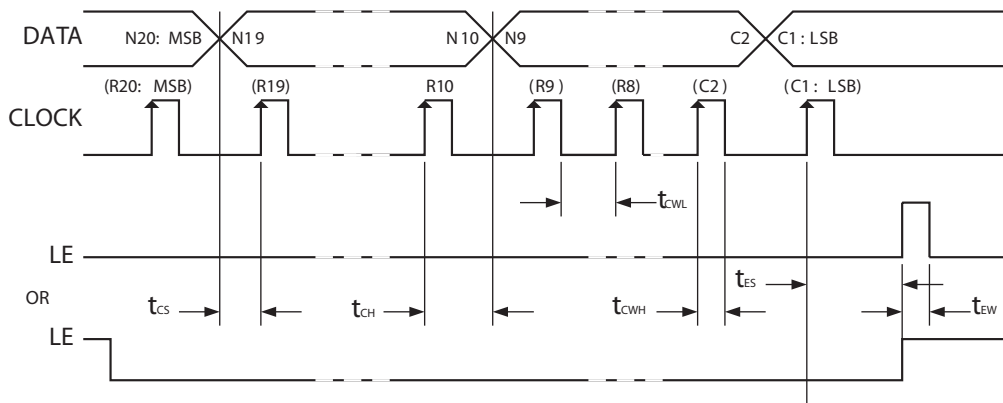 DATA N20: MSB N19 N10 N9 C2 C1: LSB
(R20: MSB) (R19) R10 (R9) (R8) (C2) (C1: LSB)
CLOCK
tCWL
LE
tES
OR
tCS tCH tCWH tEW
LE